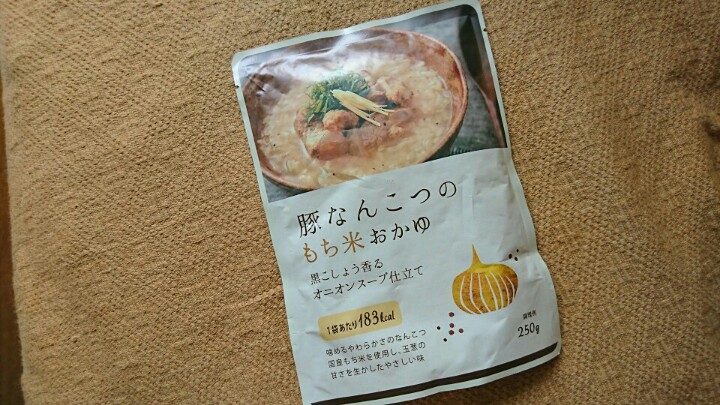 豚なんこつの
もち米おかゆ
黒こしょう香る
オニオンスープ仕立て
1袋あたり183kcal
噛めるやわらかさのなんこつ
国産もち米を使用し、玉葱の
甘さを生かしたやさしい味
250g